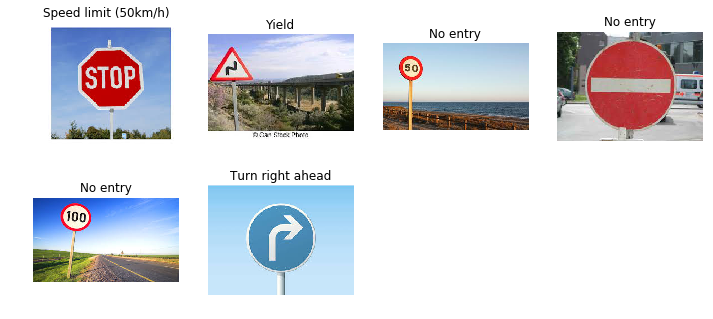 Speed limit (50km/h)
Yield
No entry
No entry
STOP
50
© Can Stock Photo
No entry
Turn right ahead
100